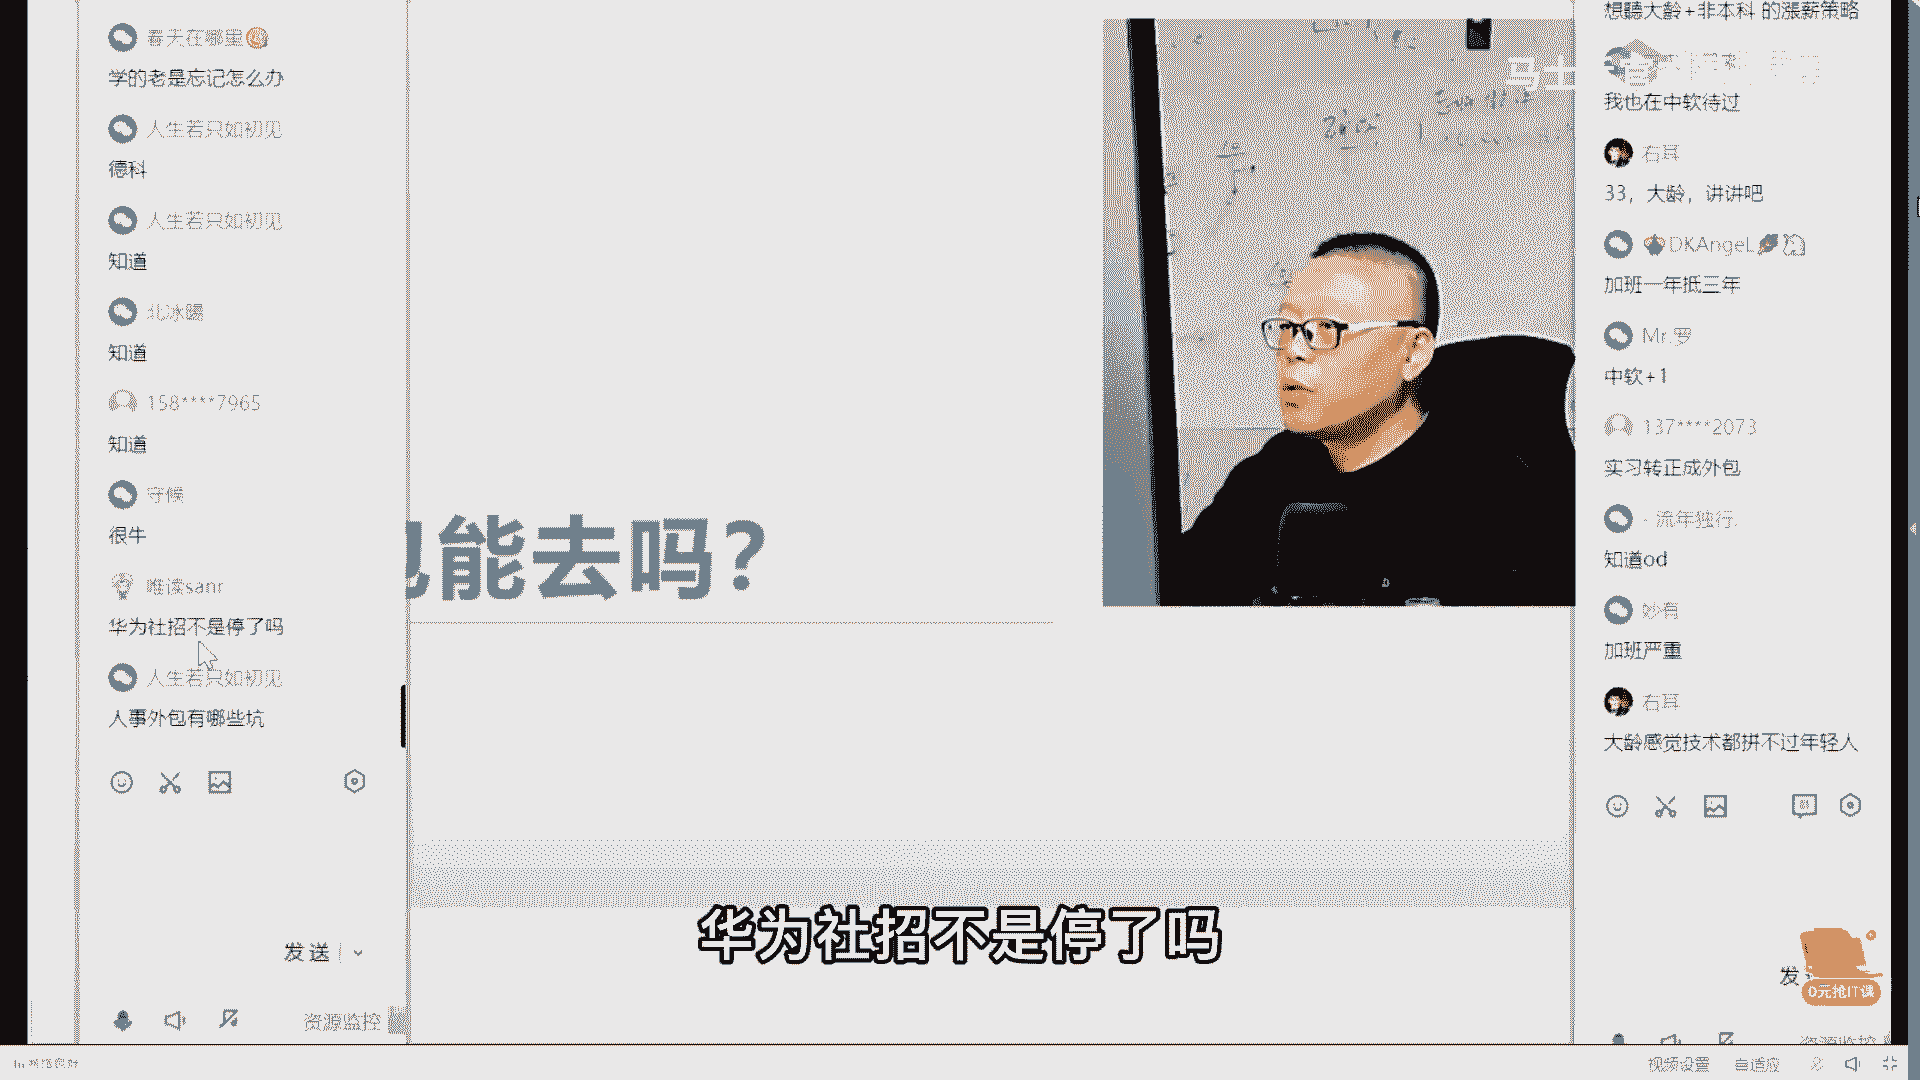 春天在哪里
学的老是忘记怎么办
人生若只如初见
德科
人生若只如初见
知道
北冰暖
知道
158****7965
知道
守候
很牛
唯读sanr
华为社招不是停了吗
人生若只如初见
人事外包有哪些坑
发送
资源监控
能去吗？
华为社招不是停了吗
想聽大龄+非本科 的漲薪策略
我也在中软待过
右耳
33，大龄，讲讲吧
DKAngeL
加班一年抵三年
Mr.罗
中软+1
137****2073
实习转正成外包
- 流年独行.
知道od
妙有
加班严重
右耳
大龄感觉技术都拼不过年轻人
发
0元抢IT课
视频设置
自适应